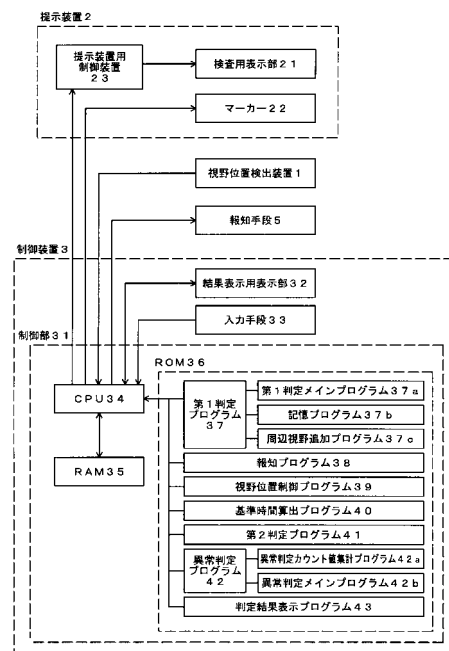 提示装置２
提示装置用
制御装置
２３
検査用表示部２１
マーカー２２
視野位置検出装置１
報知手段５
制御装置３
結果表示用表示部３２
入力手段３３
制御部３１
ROM３６
CPU３４
RAM３５
第１判定
プログラム
３７
第１判定メインプログラム３７a
記憶プログラム３７b
周辺視野追加プログラム３７c
報知プログラム３８
視野位置制御プログラム３９
基準時間算出プログラム４０
第２判定プログラム４１
異常判定
プログラム
４２
異常判定カウント値集計プログラム４２a
異常判定メインプログラム４２b
判定結果表示プログラム４３